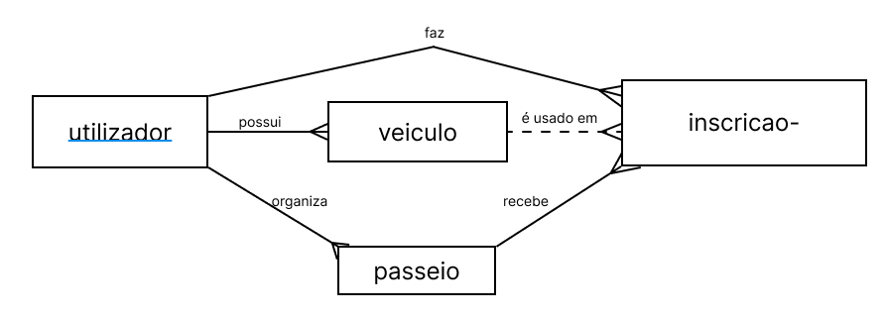 faz
utilizador
possui
veiculo
é usado em
inscricao-
organiza
recebe
passeio